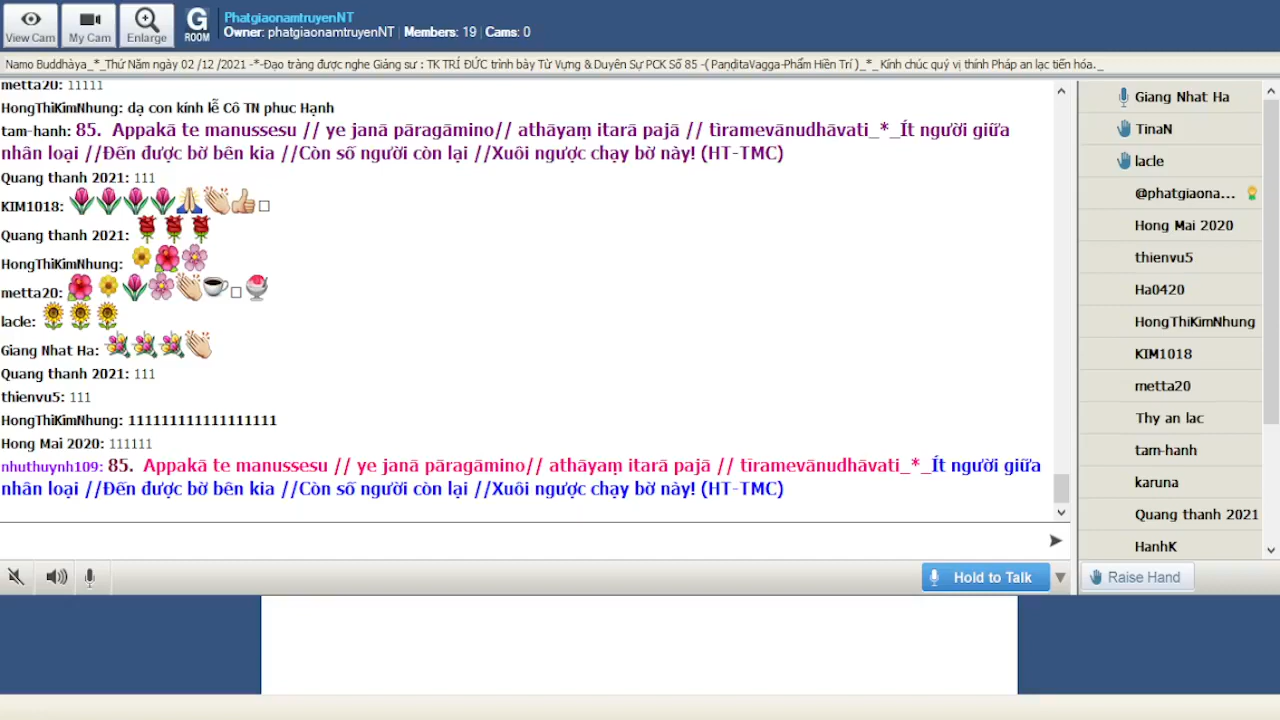 View Cam
My Cam
Enlarge
G
ROOM
PhatgiaonamtruyenNT
Owner: phatgiaonamtruyenNT | Members: 19 | Cams: 0
Namo Buddhàya_*_Thứ Năm ngày 02 /12 /2021 -*-Đạo tràng được nghe Giảng sư : TK TRÍ ĐỨC trình bày Từ Vựng & Duyên Sự PCK Số 85 -( PaṇḍitaVagga-Phẩm Hiền Trí )_*_ Kính chúc quý vị thính Pháp an lạc tiến hóa._
metta20: 11111
HongThiKimNhung: dạ con kính lễ Cô TN phuc Hạnh
tam-hanh: 85. Appakā te manussesu // ye janā pāragāmino// athāyaṃ itarā pajā // tìramevānudhāvati_*_Ít người giữa
nhân loại //Đến được bờ bên kia //Còn số người còn lại //Xuôi ngược chạy bờ này! (HT-TMC)
Quang thanh 2021: 111
KIM1018:
Quang thanh 2021:
HongThiKimNhung:
metta20:
lacle:
Giang Nhat Ha:
Quang thanh 2021: 111
thienvu5: 111
HongThiKimNhung: 111111111111111111
Hong Mai 2020: 111111
nhuthuynh109: 85. Appakā te manussesu // ye janā pāragāmino// athāyaṃ itarā pajā // tìramevānudhāvati_*_Ít người giữa
nhân loại //Đến được bờ bên kia //Còn số người còn lại //Xuôi ngược chạy bờ này! (HT-TMC)
Hold to Talk
Giang Nhat Ha
TinaN
lacle
@phatgiaona...
Hong Mai 2020
thienvu5
Ha0420
HongThiKimNhung
KIM1018
metta20
Thy an lac
tam-hanh
karuna
Quang thanh 2021
HanhK
Raise Hand